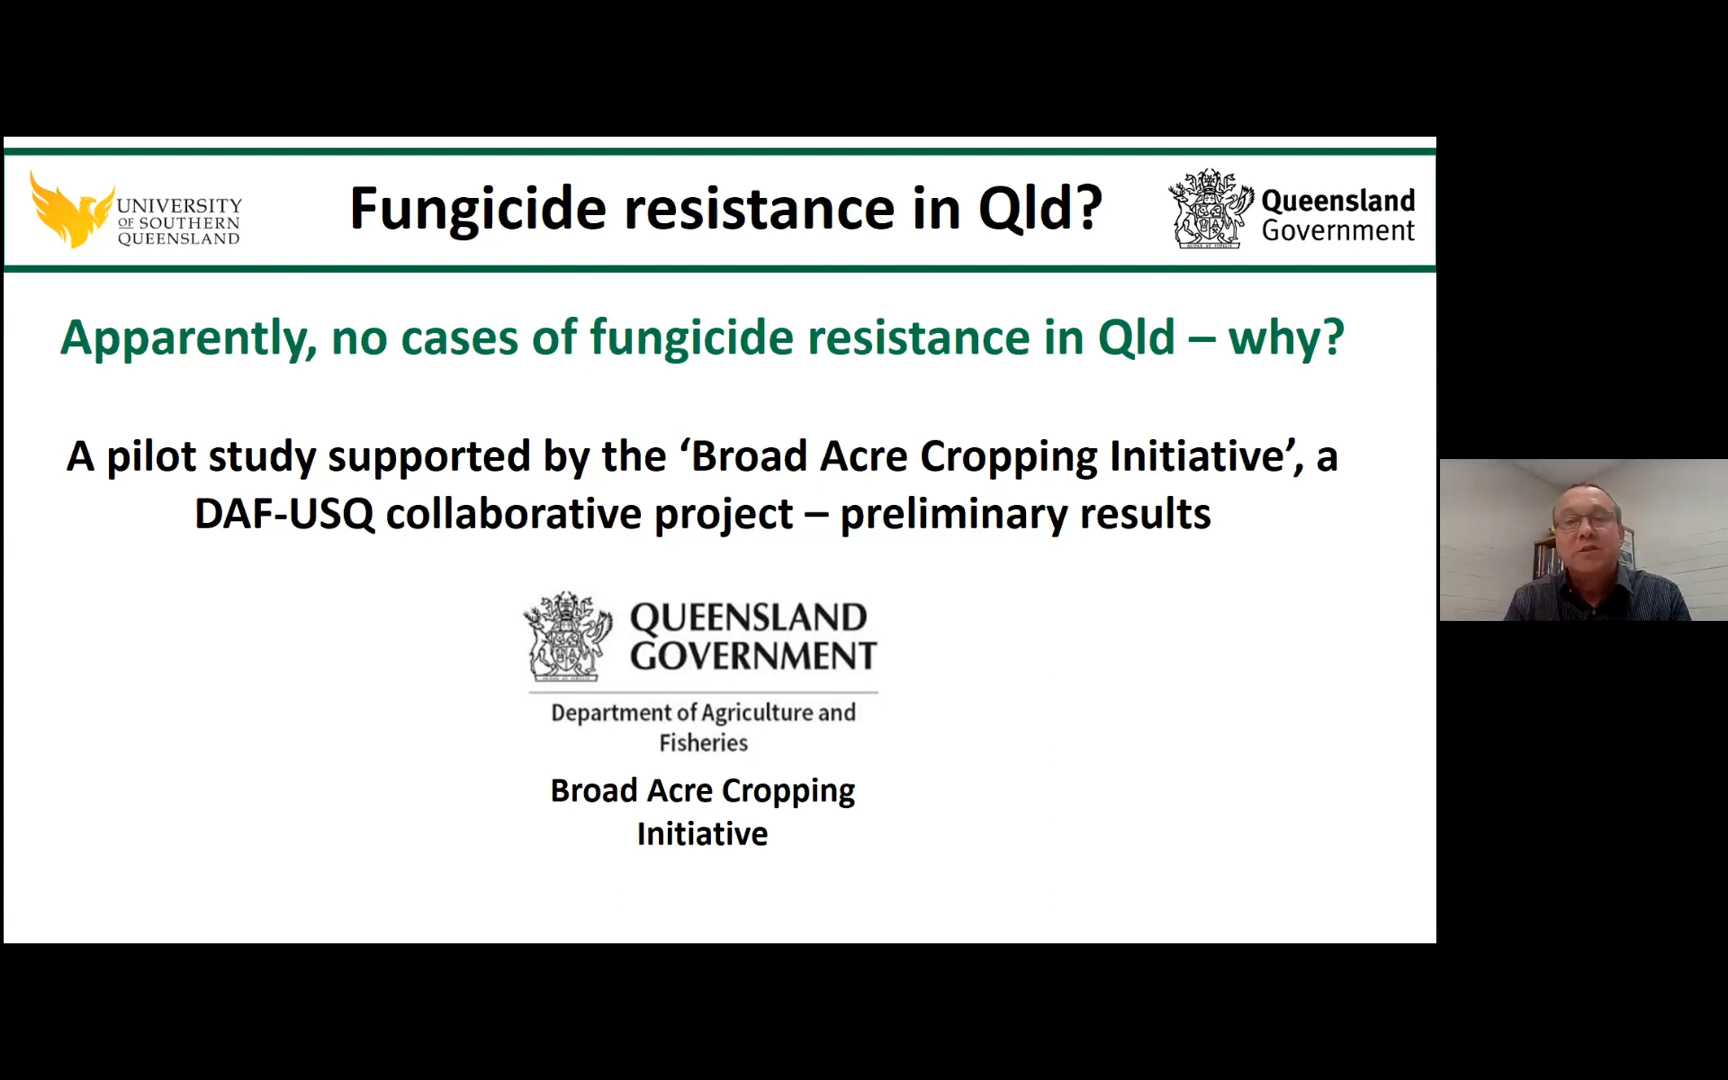 UNIVERSITY
OF SOUTHERN
QUEENSLAND
Fungicide resistance in Qld?
Queensland
Government
Apparently, no cases of fungicide resistance in Qld – why?
A pilot study supported by the ‘Broad Acre Cropping Initiative’, a
DAF-USQ collaborative project – preliminary results
QUEENSLAND
GOVERNMENT
Department of Agriculture and
Fisheries
Broad Acre Cropping
Initiative